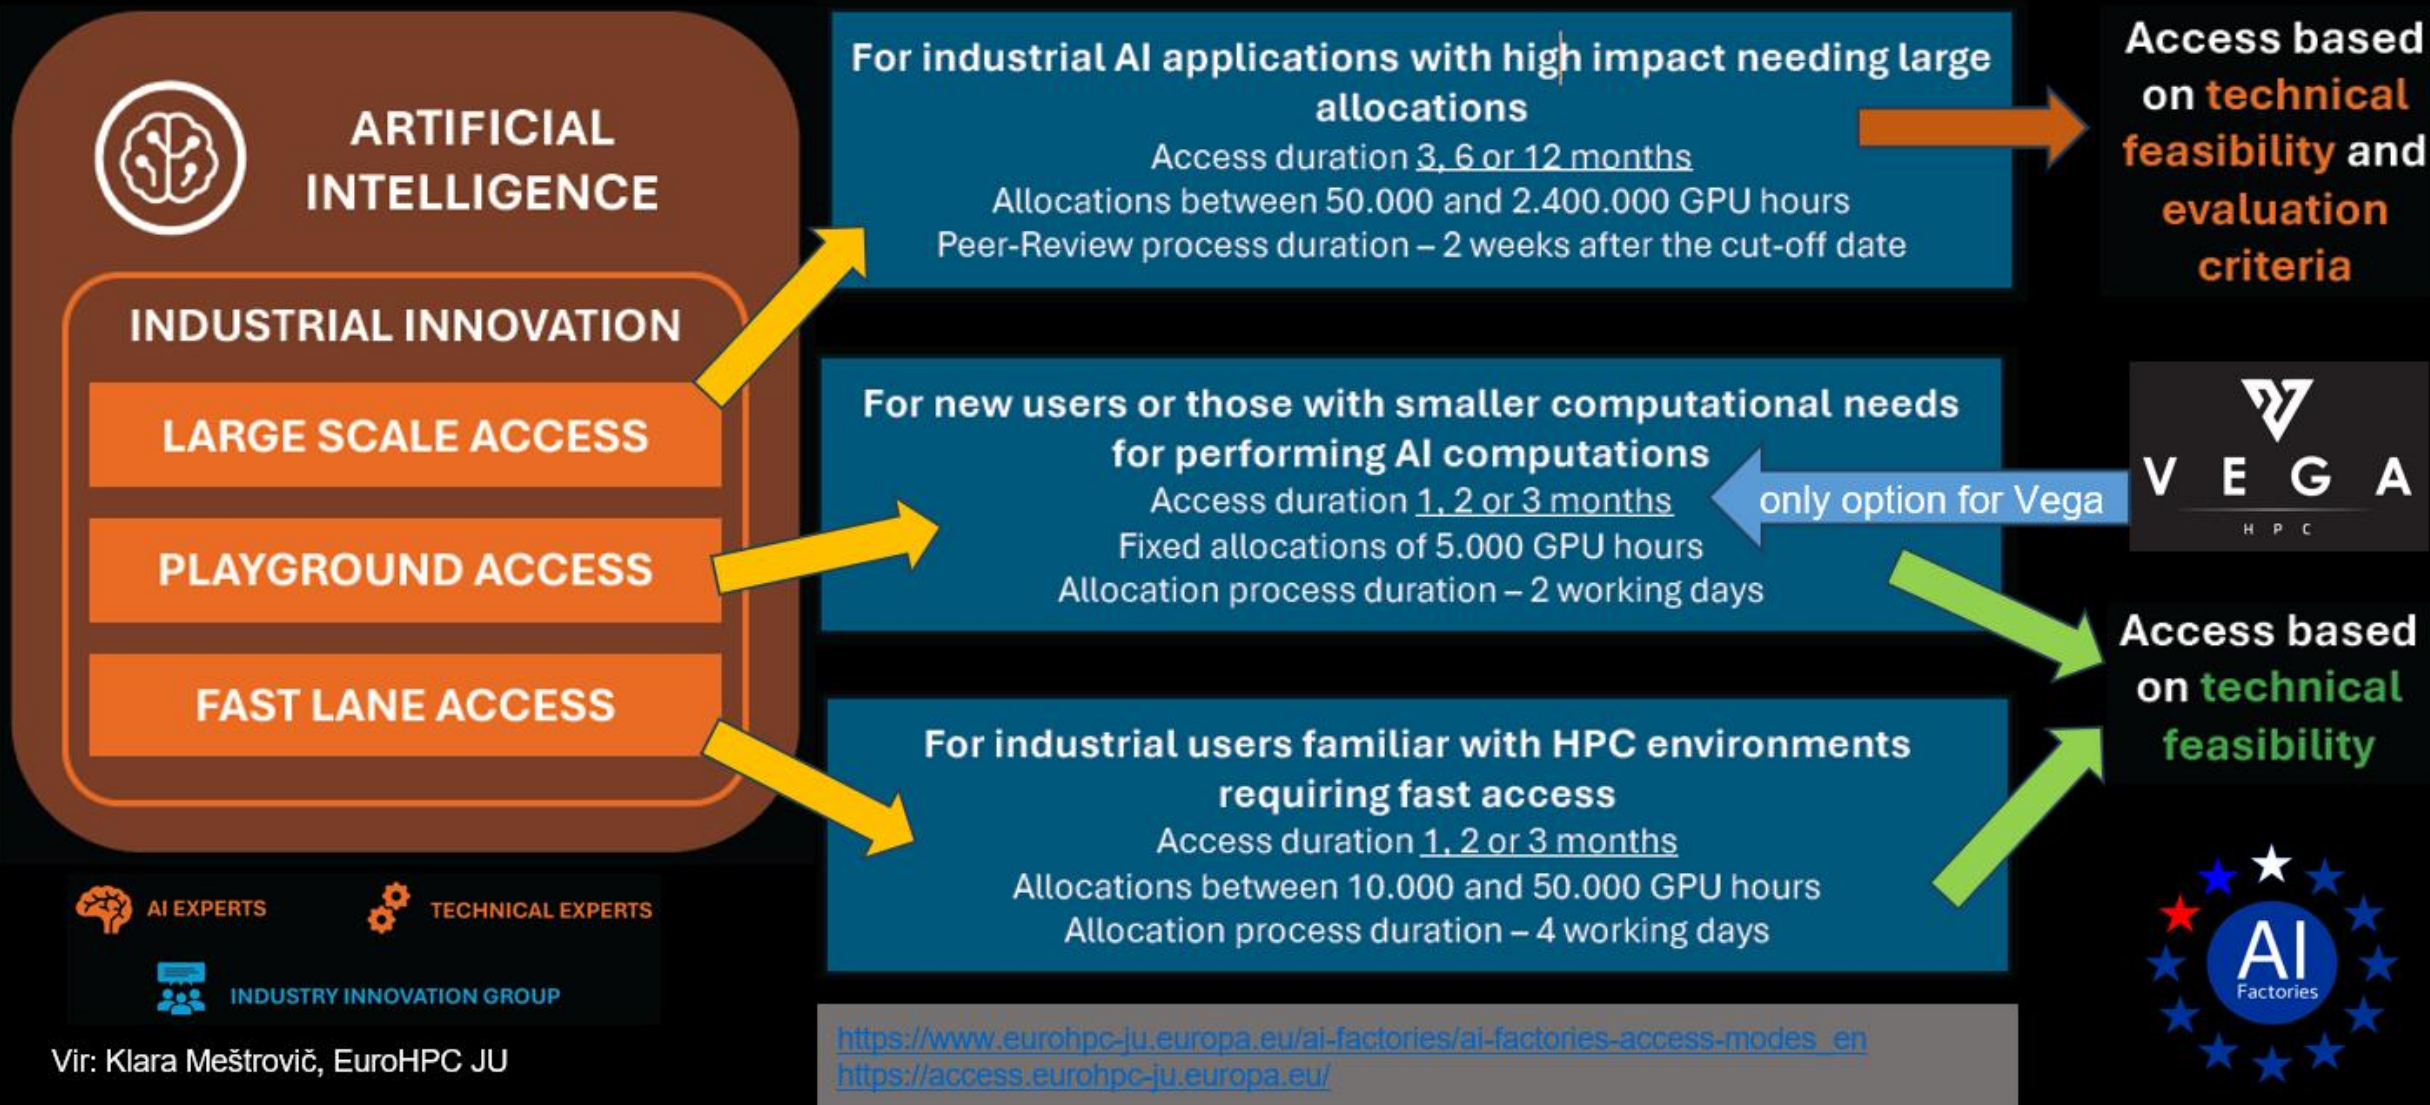 ARTIFICIAL
INTELLIGENCE
INDUSTRIAL INNOVATION
LARGE SCALE ACCESS
PLAYGROUND ACCESS
FAST LANE ACCESS
AI EXPERTS
TECHNICAL EXPERTS
INDUSTRY INNOVATION GROUP
Vir: Klara Meštrovič, EuroHPC JU
For industrial AI applications with high impact needing large
allocations
Access duration 3, 6 or 12 months
Allocations between 50.000 and 2.400.000 GPU hours
Peer-Review process duration – 2 weeks after the cut-off date
For new users or those with smaller computational needs
for performing AI computations
Access duration 1, 2 or 3 months
Fixed allocations of 5.000 GPU hours
Allocation process duration – 2 working days
only option for Vega
For industrial users familiar with HPC environments
requiring fast access
Access duration 1, 2 or 3 months
Allocations between 10.000 and 50.000 GPU hours
Allocation process duration – 4 working days
https://www.eurohpc-ju.europa.eu/ai-factories/ai-factories-access-modes_en
https://access.eurohpc-ju.europa.eu/
Access based
on technical
feasibility and
evaluation
criteria
VEGA
HPC
Access based
on technical
feasibility
AI
Factories